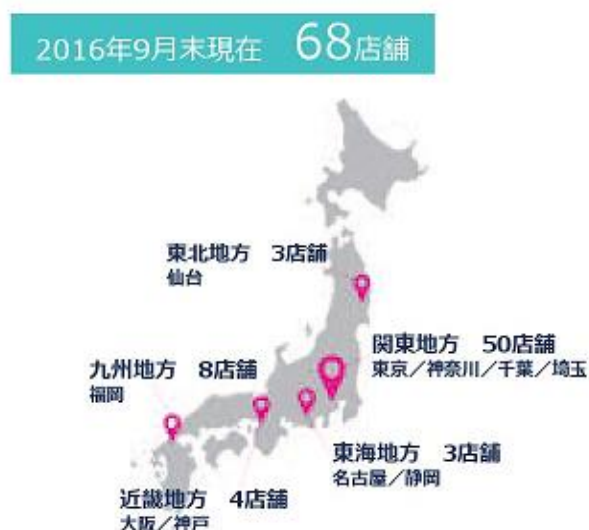 2016年9月末現在 68店舗
東北地方 3店舗
仙台
関東地方 50店舗
東京／神奈川／千葉／埼玉
九州地方 8店舗
福岡
東海地方 3店舗
名古屋／静岡
近畿地方 4店舗
大阪／神戸